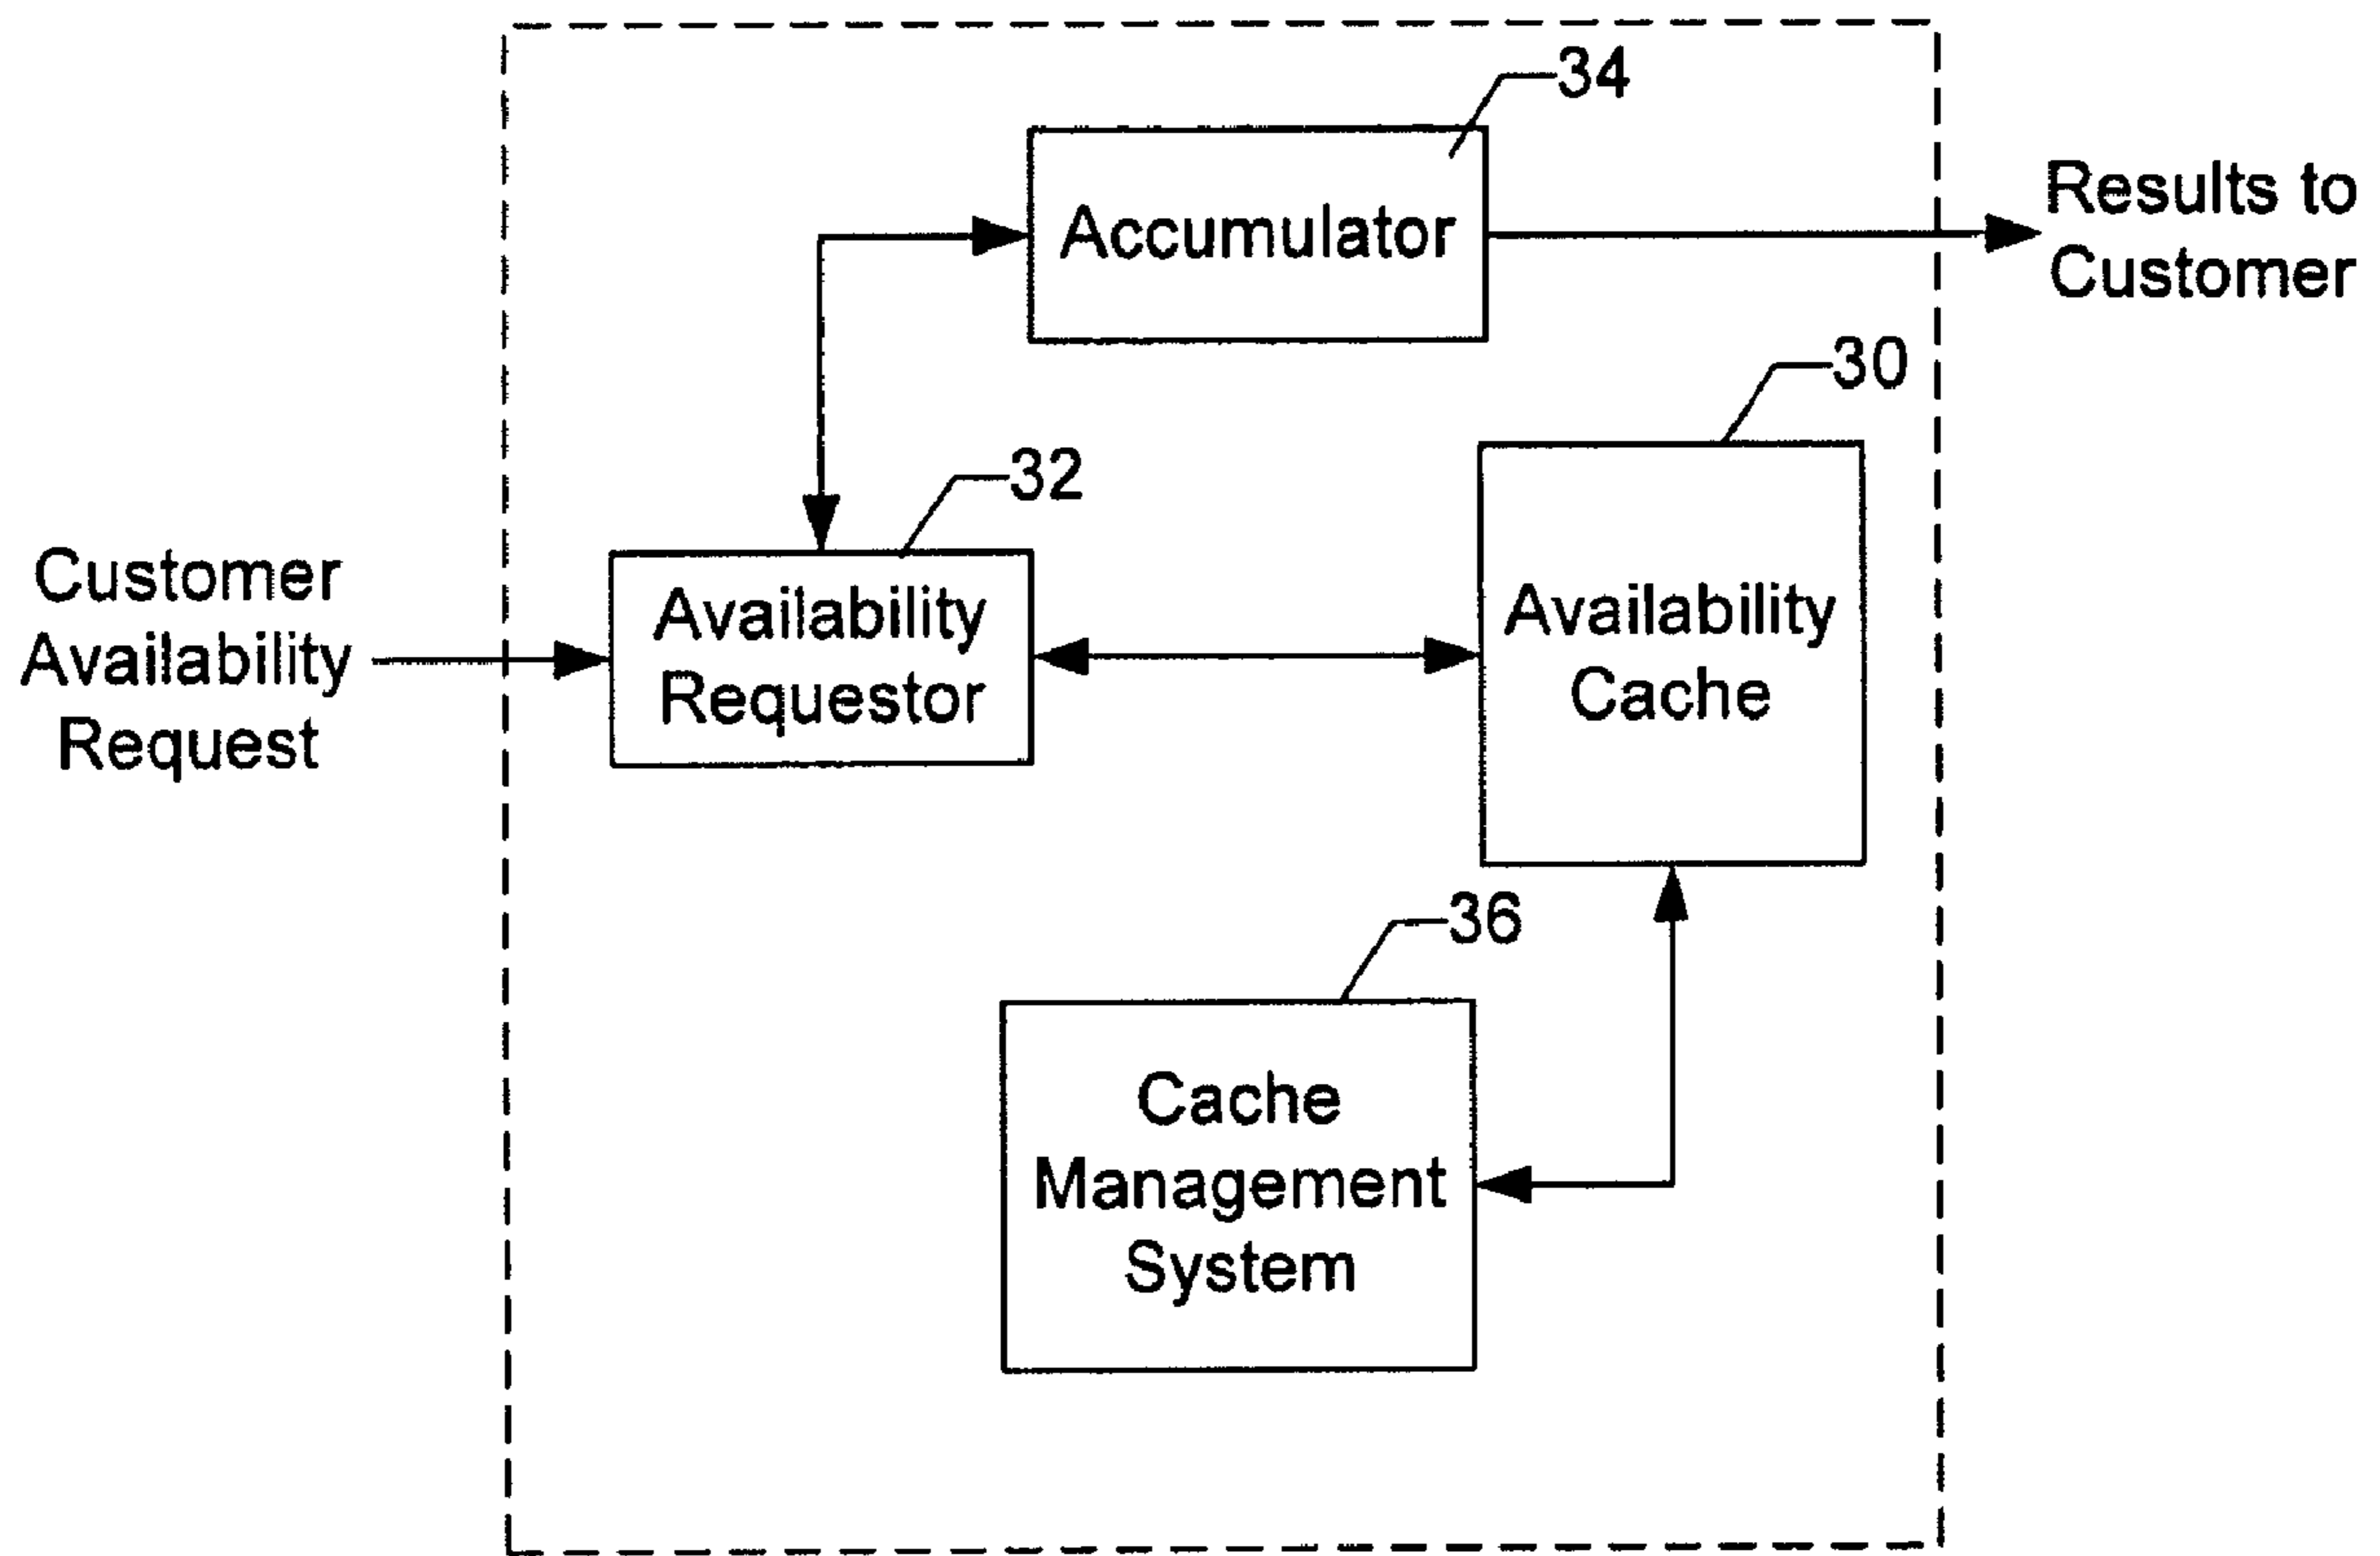 34
Accumulator
Results to
Customer
30
32
Customer
Availability
Request
Availability
Requestor
Availability
Cache
36
Cache
Management
System